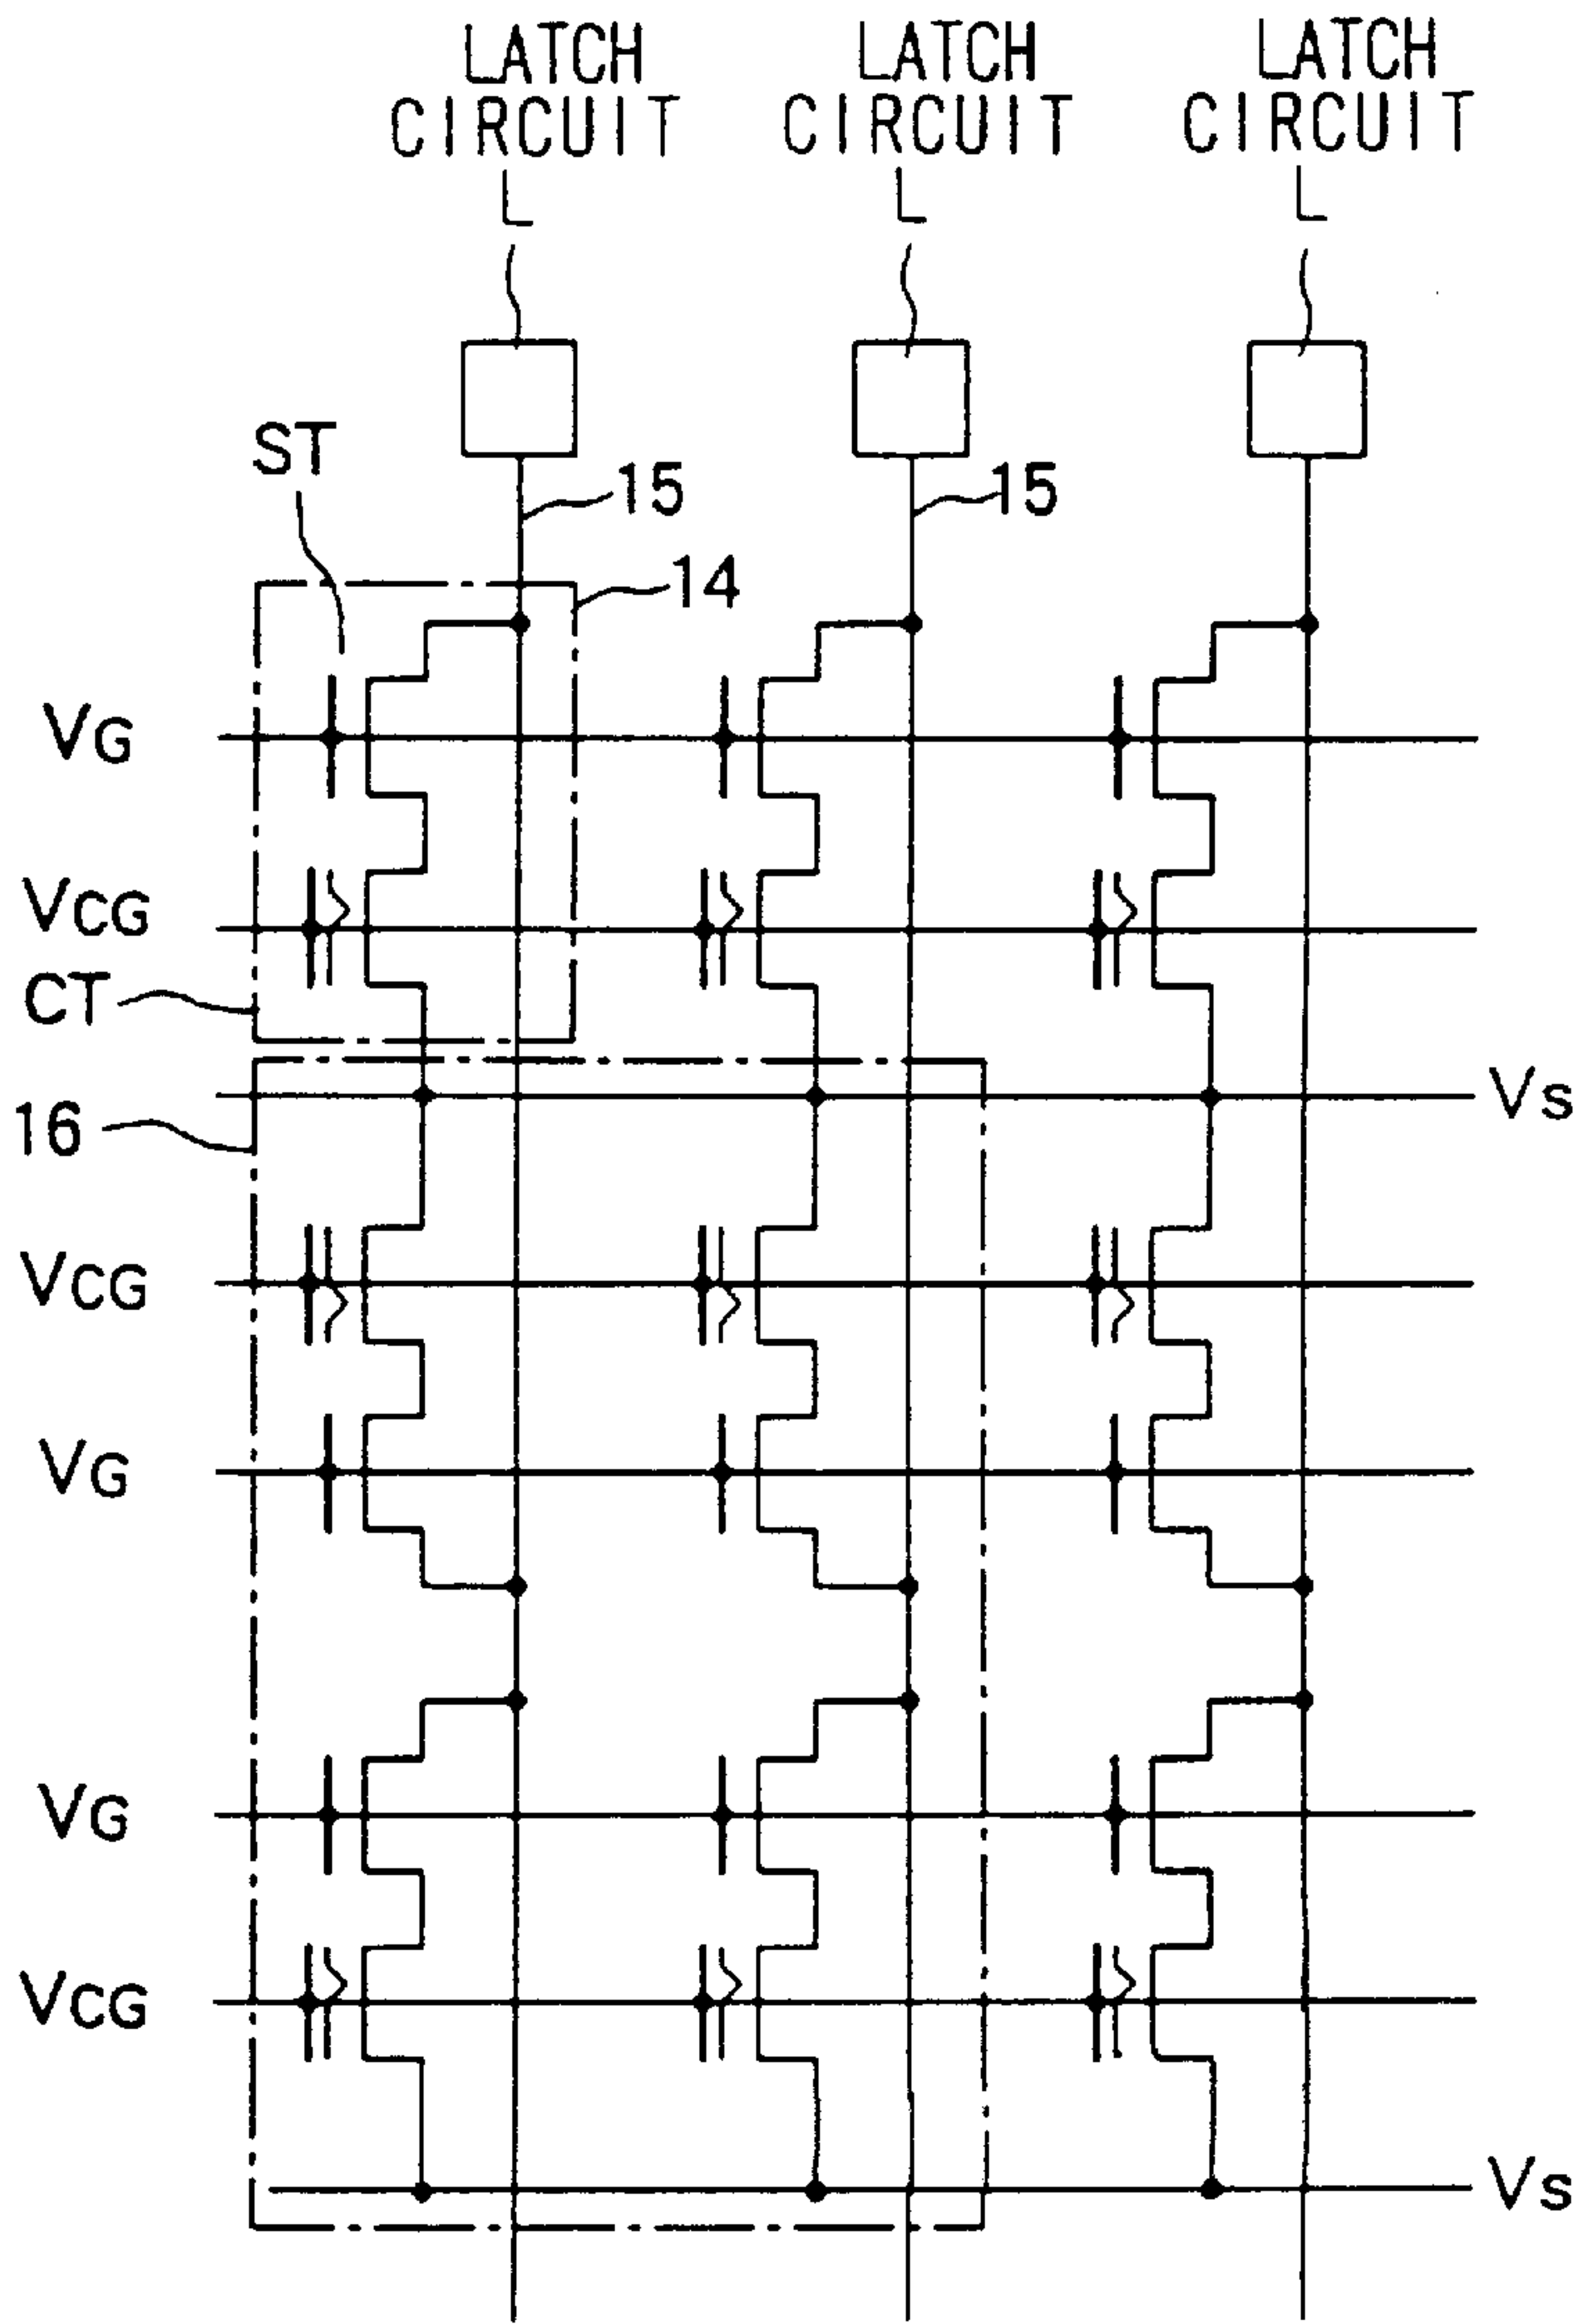 LATCH
CIRCUIT
L
LATCH
CIRCUIT
L
LATCH
CIRCUIT
L
ST
15
15
14
VG
VCG
CT
VS
16
VCG
VG
VG
VCG
VS